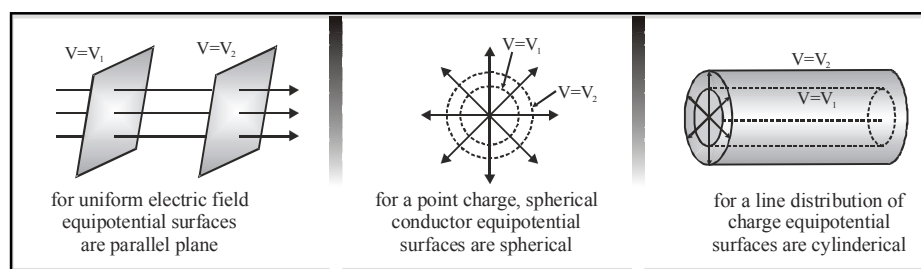 V=V₁
V=V₂
for uniform electric field
equipotential surfaces
are parallel plane
V=V₁
V=V₂
for a point charge, spherical
conductor equipotential
surfaces are spherical
V=V₂
V=V₁
for a line distribution of
charge equipotential
surfaces are cylinderical